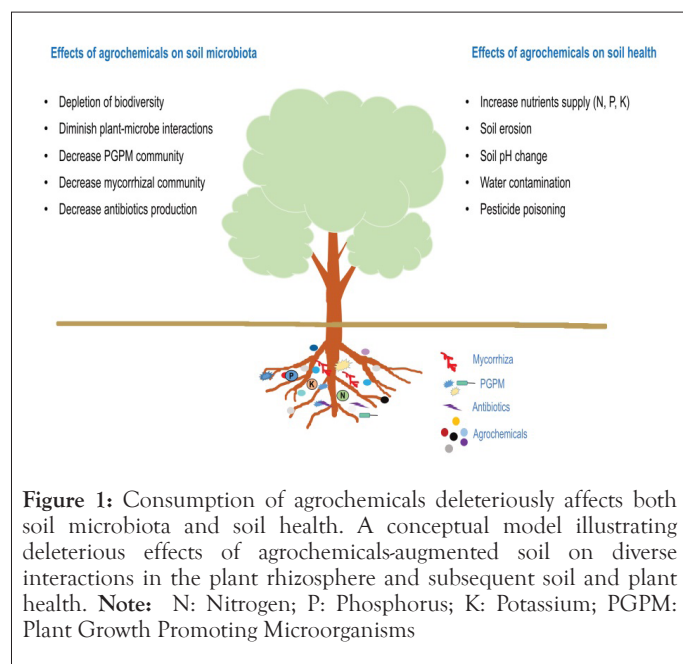 Effects of agrochemicals on soil microbiota
• Depletion of biodiversity
• Diminish plant-microbe interactions
• Decrease PGPM community
• Decrease mycorrhizal community
• Decrease antibiotics production
Effects of agrochemicals on soil health
• Increase nutrients supply (N, P, K)
• Soil erosion
• Soil pH change
• Water contamination
• Pesticide poisoning
P
K
N
Mycorrhiza
PGPM
Antibiotics
Agrochemicals
Figure 1: Consumption of agrochemicals deleteriously affects both
soil microbiota and soil health. A conceptual model illustrating
deleterious effects of agrochemicals-augmented soil on diverse
interactions in the plant rhizosphere and subsequent soil and plant
health. Note: N: Nitrogen; P: Phosphorus; K: Potassium; PGPM:
Plant Growth Promoting Microorganisms